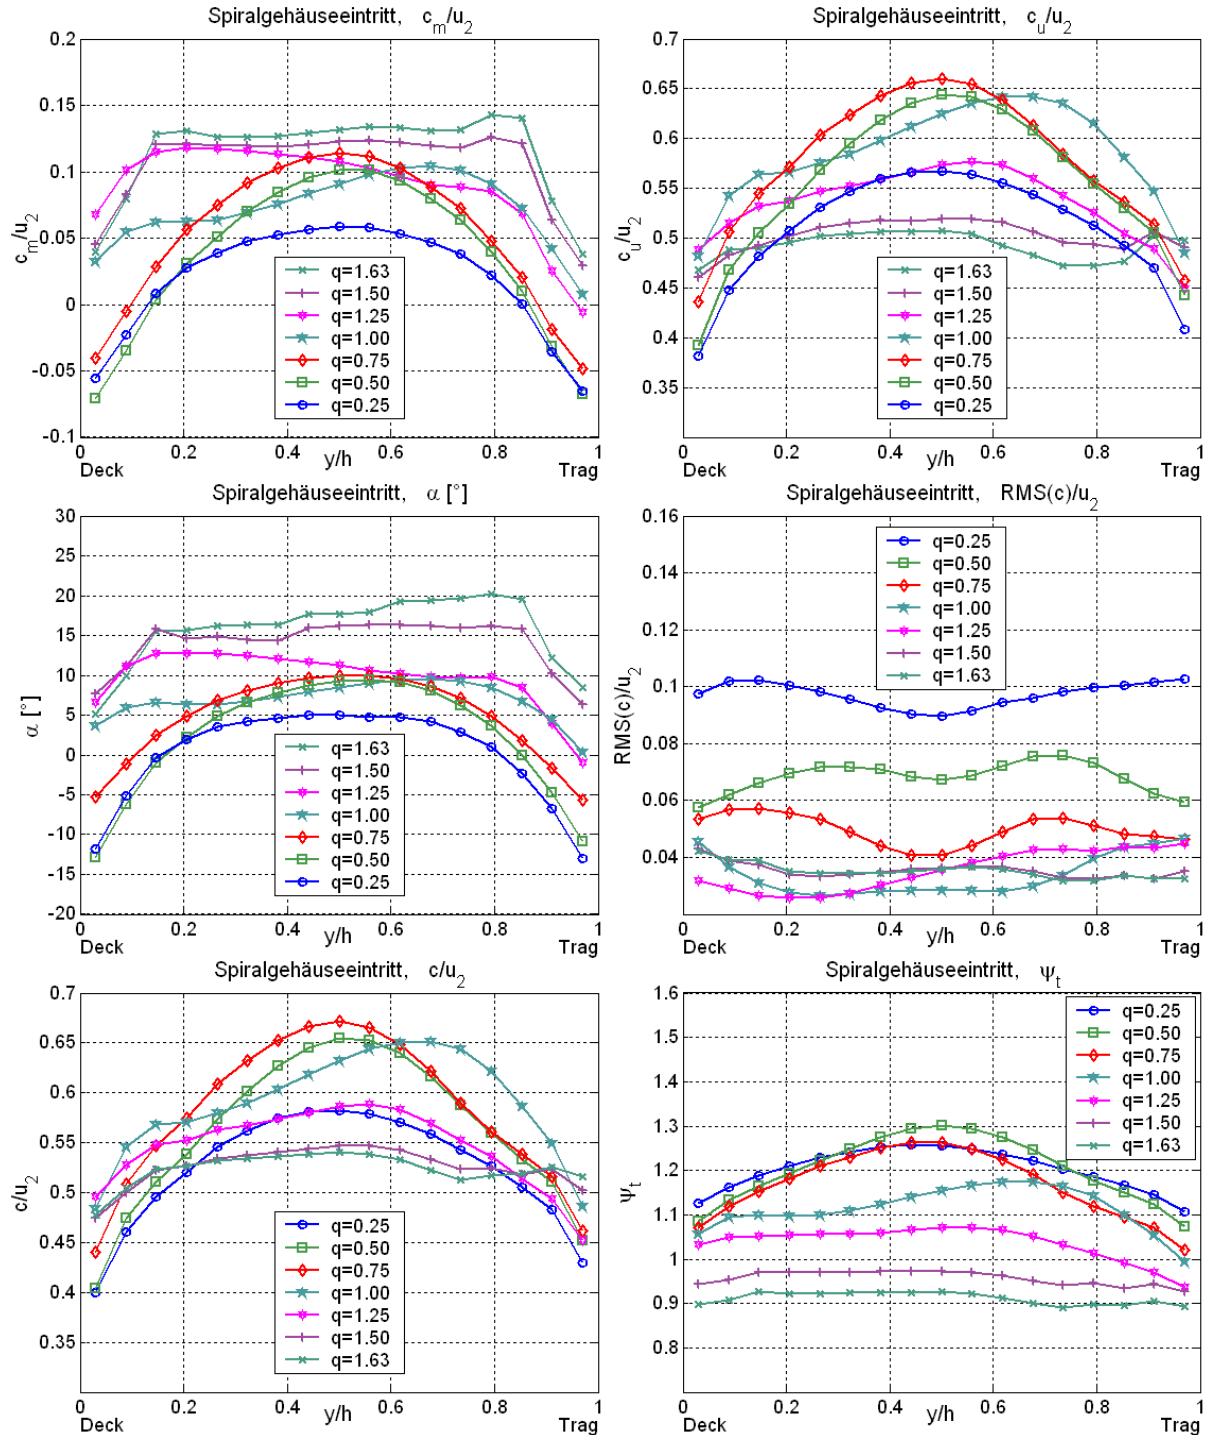 Spiralgehäuseeintritt, c_m/u_2
c_m/u_2
0.2
0.15
0.1
0.05
0
-0.05
-0.1
q=1.63
q=1.50
q=1.25
q=1.00
q=0.75
q=0.50
q=0.25
0 0.2 0.4 0.6 0.8 1
Deck y/h Trag
Spiralgehäuseeintritt, c_u/u_2
c_u/u_2
0.7
0.65
0.6
0.55
0.5
0.45
0.4
0.35
q=1.63
q=1.50
q=1.25
q=1.00
q=0.75
q=0.50
q=0.25
0 0.2 0.4 0.6 0.8 1
Deck y/h Trag
Spiralgehäuseeintritt, α [°]
α [°]
30
25
20
15
10
5
0
-5
-10
-15
-20
q=1.63
q=1.50
q=1.25
q=1.00
q=0.75
q=0.50
q=0.25
0 0.2 0.4 0.6 0.8 1
Deck y/h Trag
Spiralgehäuseeintritt, RMS(c)/u_2
RMS(c)/u_2
0.16
0.14
0.12
0.1
0.08
0.06
0.04
q=0.25
q=0.50
q=0.75
q=1.00
q=1.25
q=1.50
q=1.63
0 0.2 0.4 0.6 0.8 1
Deck y/h Trag
Spiralgehäuseeintritt, c/u_2
c/u_2
0.7
0.65
0.6
0.55
0.5
0.45
0.4
0.35
q=0.25
q=0.50
q=0.75
q=1.00
q=1.25
q=1.50
q=1.63
0 0.2 0.4 0.6 0.8 1
Deck y/h Trag
Spiralgehäuseeintritt, ψ_t
ψ_t
1.6
1.5
1.4
1.3
1.2
1.1
1
0.9
0.8
q=0.25
q=0.50
q=0.75
q=1.00
q=1.25
q=1.50
q=1.63
0 0.2 0.4 0.6 0.8 1
Deck y/h Trag